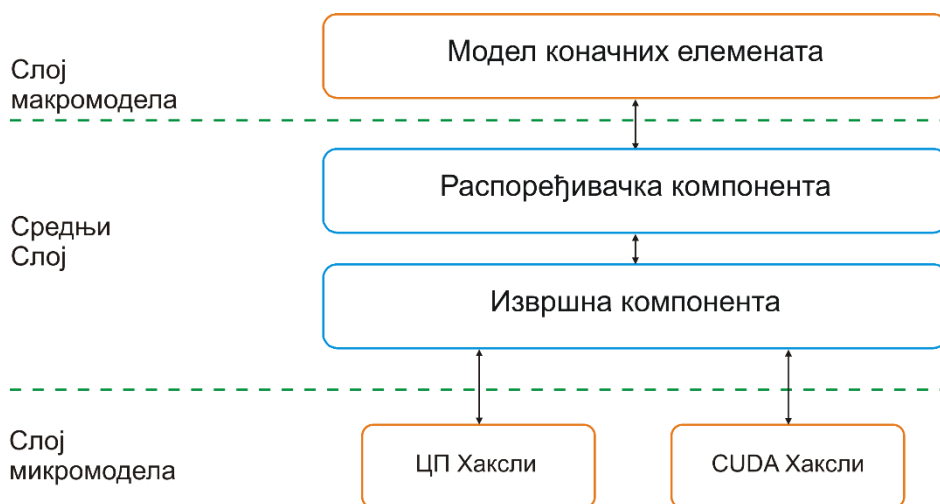 Модел коначних елемената
Слој
макромодела
Распоређивачка компонента
Средњи
Слој
Извршна компонента
Слој
микромодела
ЦП Хаксли
CUDA Хаксли